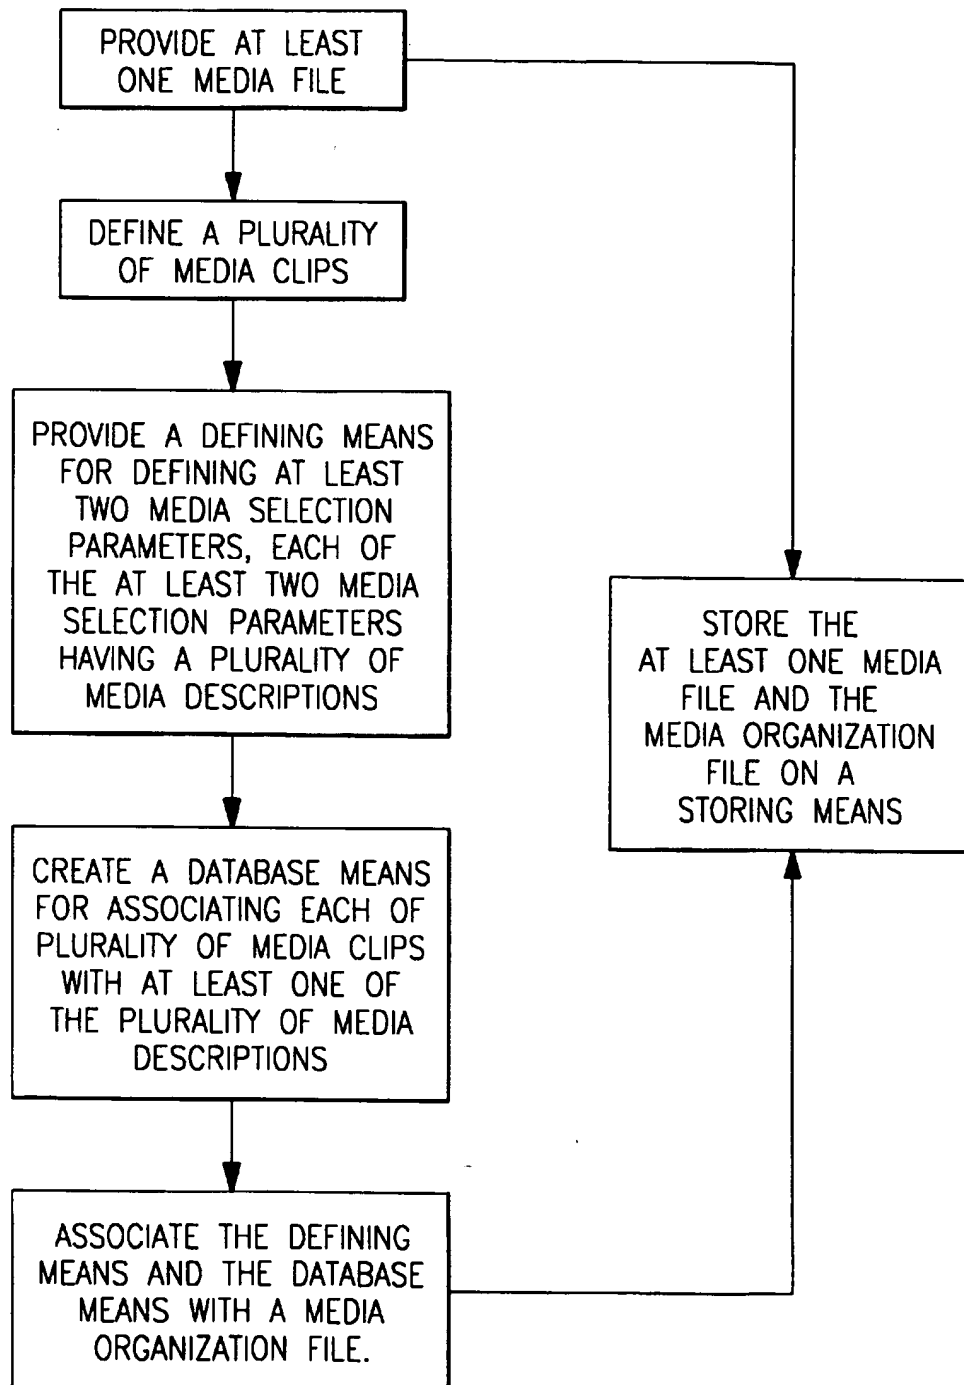 PROVIDE AT LEAST
ONE MEDIA FILE
DEFINE A PLURALITY
OF MEDIA CLIPS
PROVIDE A DEFINING MEANS
FOR DEFINING AT LEAST
TWO MEDIA SELECTION
PARAMETERS, EACH OF
THE AT LEAST TWO MEDIA
SELECTION PARAMETERS
HAVING A PLURALITY OF
MEDIA DESCRIPTIONS
CREATE A DATABASE MEANS
FOR ASSOCIATING EACH OF
PLURALITY OF MEDIA CLIPS
WITH AT LEAST ONE OF
THE PLURALITY OF MEDIA
DESCRIPTIONS
ASSOCIATE THE DEFINING
MEANS AND THE DATABASE
MEANS WITH A MEDIA
ORGANIZATION FILE.
STORE THE
AT LEAST ONE MEDIA
FILE AND THE
MEDIA ORGANIZATION
FILE ON A
STORING MEANS